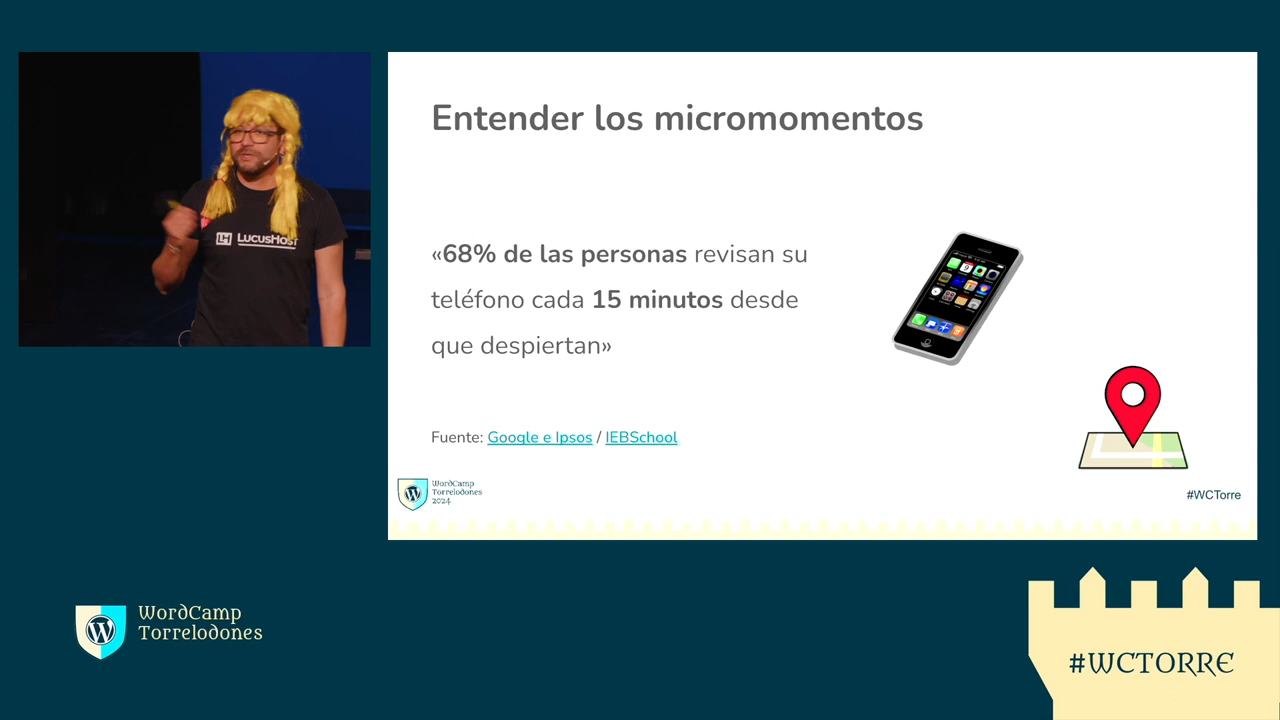 LH LucusHost
Entender los micromomentos
«68% de las personas revisan su
teléfono cada 15 minutos desde
que despiertan»
Fuente: Google e Ipsos / IEBSchool
WordCamp
Torrelodones
2024
#WCTorre
WordCamp
Torrelodones
#WCTORRE